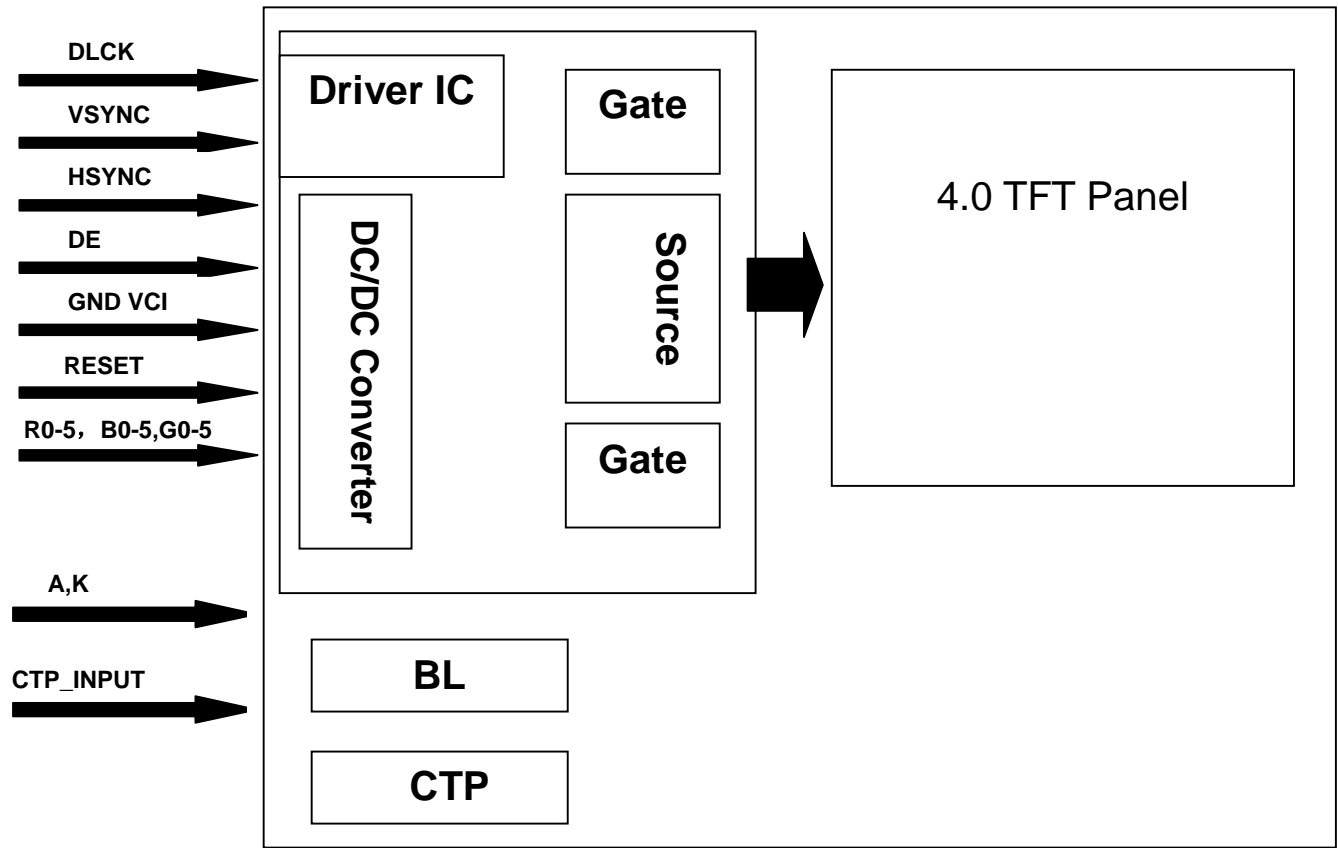 DLCK
VSYNC
HSYNC
DE
GND VCI
RESET
R0-5，B0-5,G0-5
A,K
CTP_INPUT
Driver IC
DC/DC Converter
Gate
Source
Gate
BL
CTP
4.0 TFT Panel